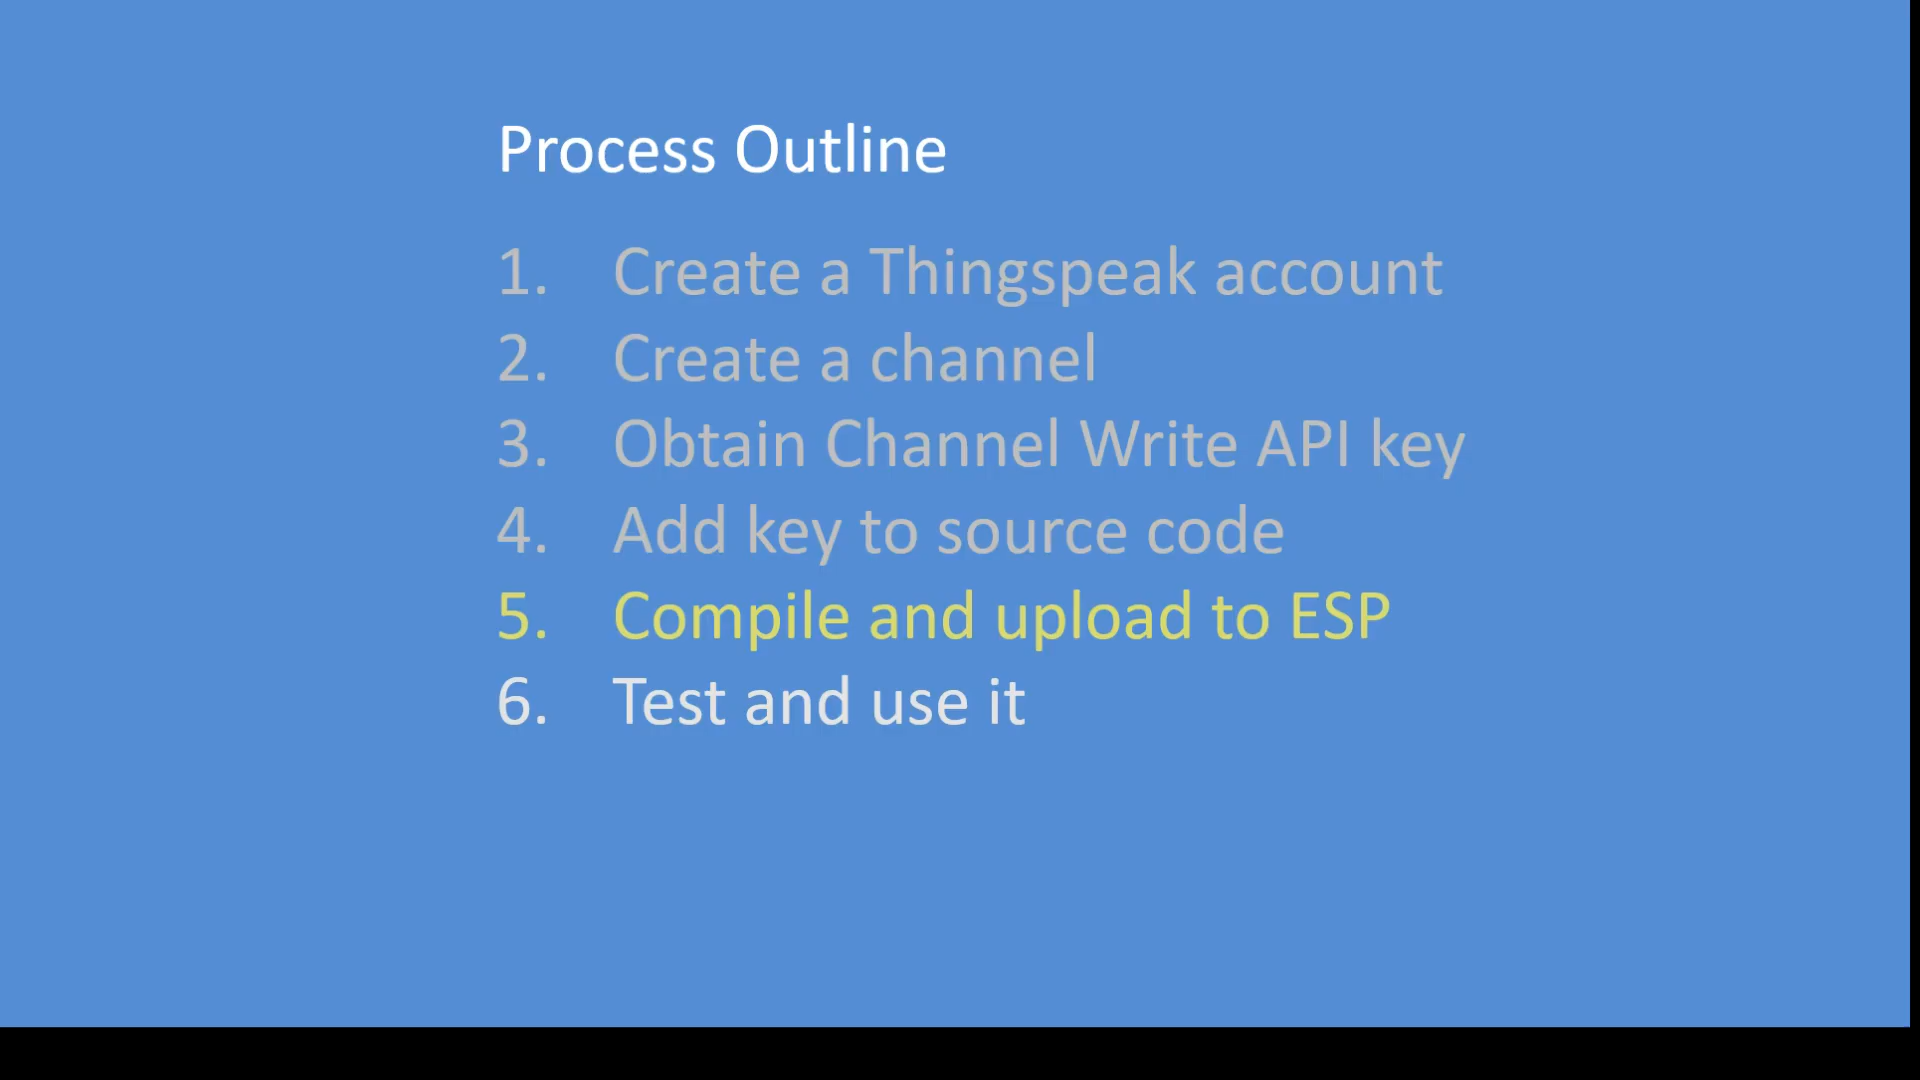 Process Outline
1. Create a Thingspeak account
2. Create a channel
3. Obtain Channel Write API key
4. Add key to source code
5. Compile and upload to ESP
6. Test and use it